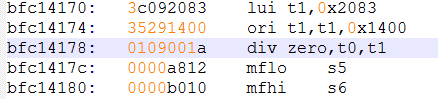 bfc14170: 3c092083 lui t1,0x2083
bfc14174: 35291400 ori t1,t1,0x1400
bfc14178: 0109001a div zero,t0,t1
bfc1417c: 0000a812 mflo s5
bfc14180: 0000b010 mfhi s6